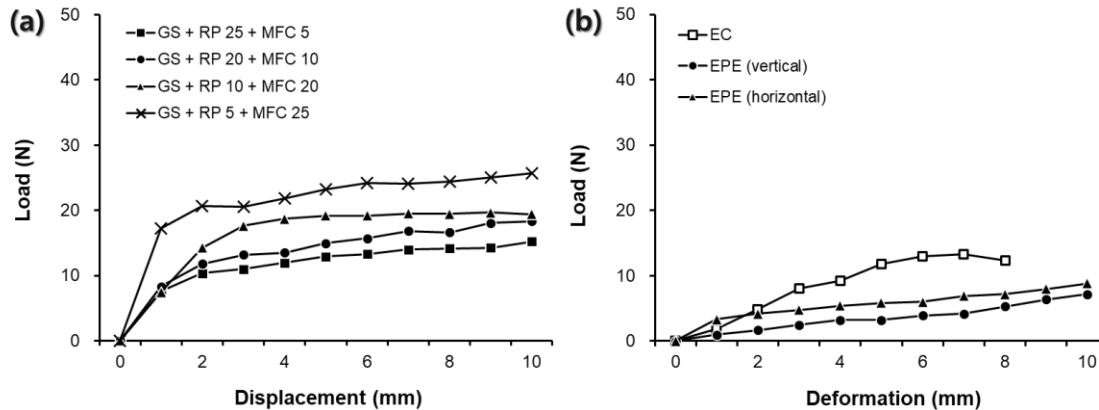 (a)
GS + RP 25 + MFC 5
GS + RP 20 + MFC 10
GS + RP 10 + MFC 20
GS + RP 5 + MFC 25
50
40
30
20
10
0
Load (N)
0 2 4 6 8 10
Displacement (mm)
(b)
EC
EPE (vertical)
EPE (horizontal)
50
40
30
20
10
0
Load (N)
0 2 4 6 8 10
Deformation (mm)